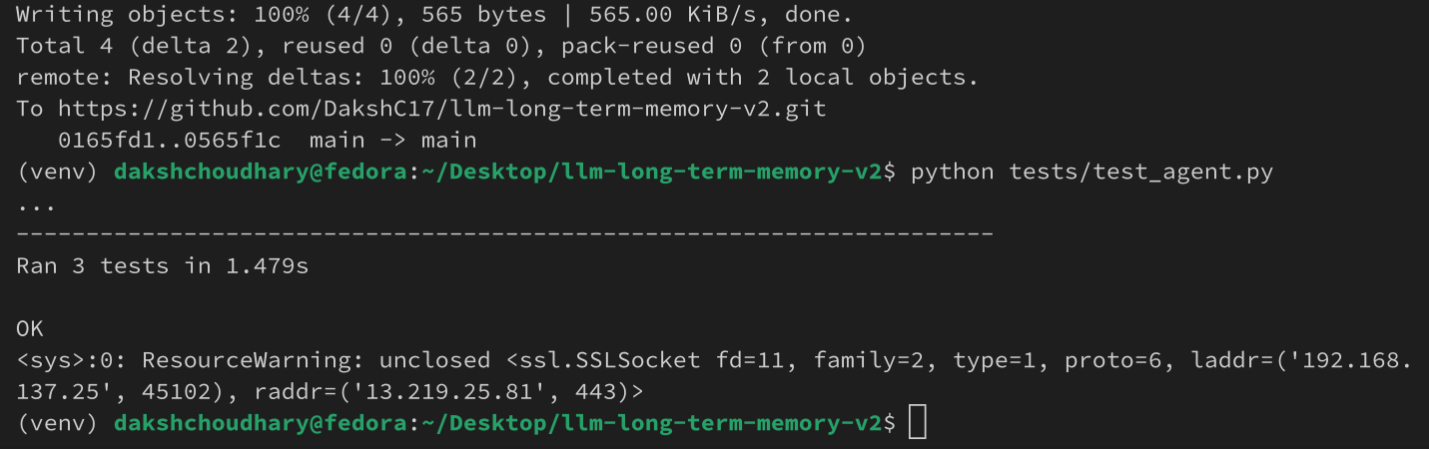 Writing objects: 100% (4/4), 565 bytes | 565.00 KiB/s, done.
Total 4 (delta 2), reused 0 (delta 0), pack-reused 0 (from 0)
remote: Resolving deltas: 100% (2/2), completed with 2 local objects.
To https://github.com/DakshC17/llm-long-term-memory-v2.git
   0165fd1..0565f1c  main -> main
(venv) dakshchoudhary@fedora:~/Desktop/llm-long-term-memory-v2$ python tests/test_agent.py
...
----------------------------------------------------------------------
Ran 3 tests in 1.479s

OK
<sys>:0: ResourceWarning: unclosed <ssl.SSLSocket fd=11, family=2, type=1, proto=6, laddr=('192.168.
137.25', 45102), raddr=('13.219.25.81', 443)>
(venv) dakshchoudhary@fedora:~/Desktop/llm-long-term-memory-v2$